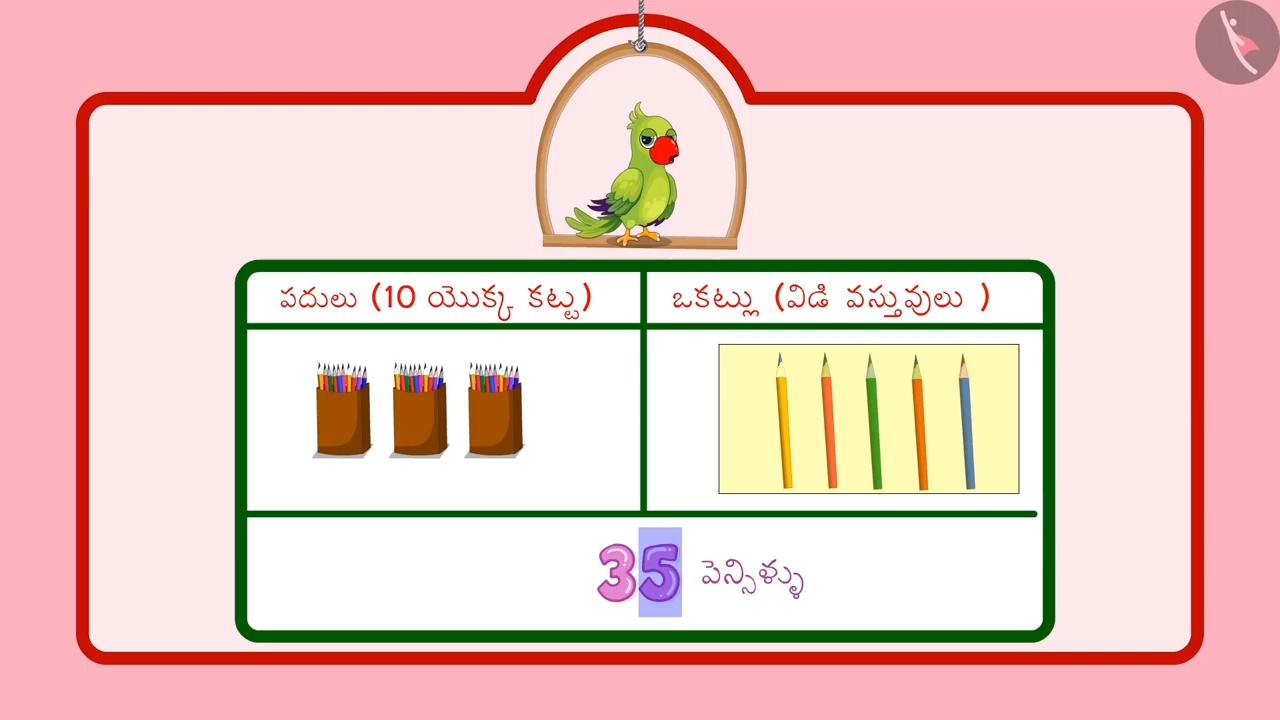 పదులు (10 యొక్క కట్ట)
ఒకట్లు (విడి వస్తువులు )
35 పెన్సిళ్ళు